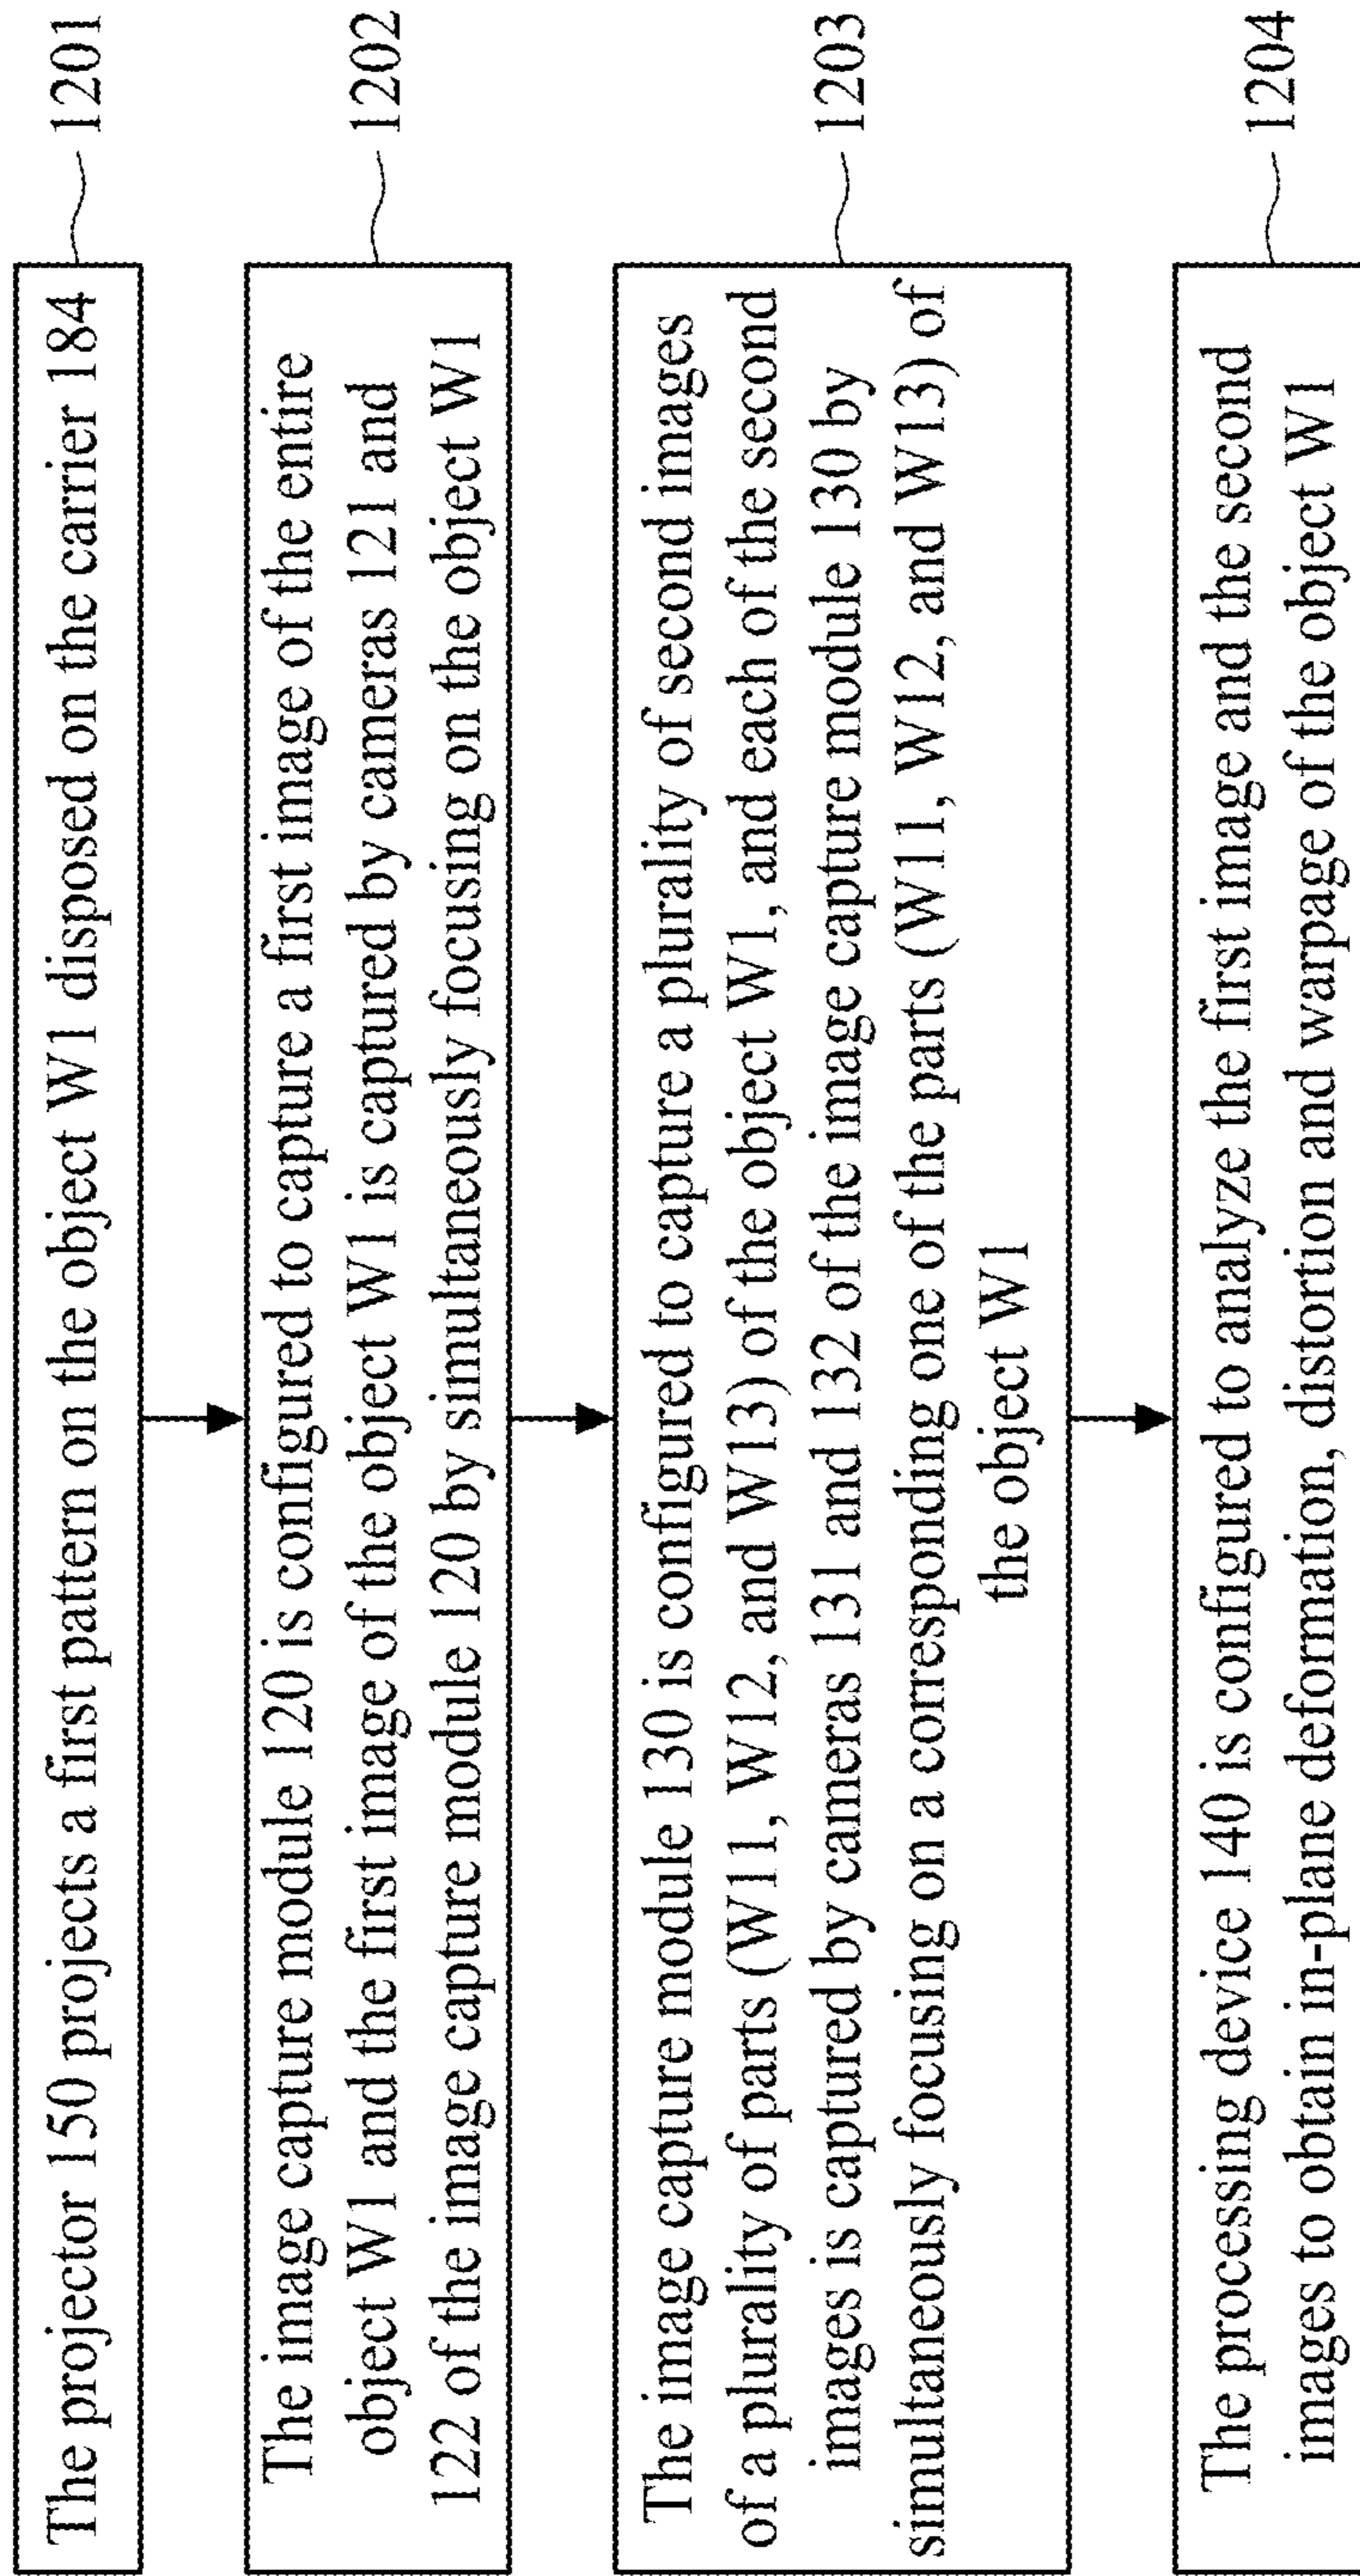 The projector 150 projects a first pattern on the object W1 disposed on the carrier 184
1201
The image capture module 120 is configured to capture a first image of the entire
object W1 and the first image of the object W1 is captured by cameras 121 and
122 of the image capture module 120 by simultaneously focusing on the object W1
1202
The image capture module 130 is configured to capture a plurality of second images
of a plurality of parts (W11, W12, and W13) of the object W1, and each of the second
images is captured by cameras 131 and 132 of the image capture module 130 by
simultaneously focusing on a corresponding one of the parts (W11, W12, and W13) of
the object W1
1203
The processing device 140 is configured to analyze the first image and the second
images to obtain in-plane deformation, distortion and warpage of the object W1
1204